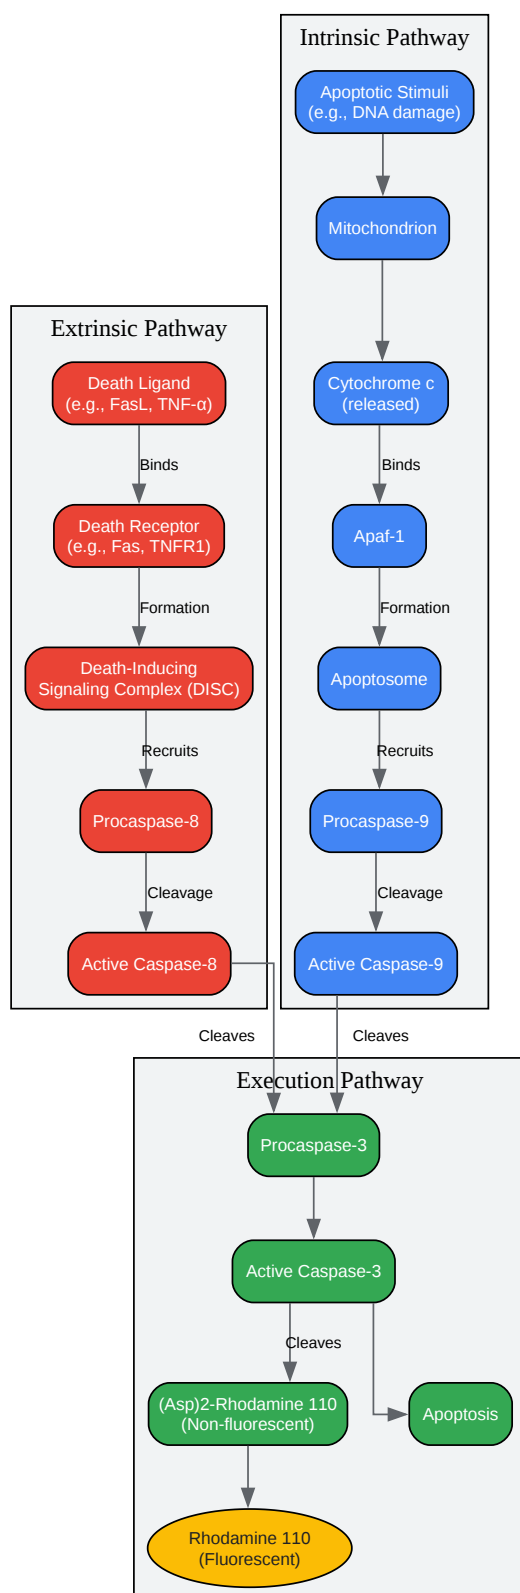 Intrinsic Pathway
Apoptotic Stimuli
(e.g., DNA damage)
Mitochondrion
Cytochrome c
(released)
Binds
Apaf-1
Formation
Apoptosome
Recruits
Procaspase-9
Cleavage
Active Caspase-9
Cleaves
Extrinsic Pathway
Death Ligand
(e.g., FasL, TNF-α)
Binds
Death Receptor
(e.g., Fas, TNFR1)
Formation
Death-Inducing
Signaling Complex (DISC)
Recruits
Procaspase-8
Cleavage
Active Caspase-8
Cleaves
Execution Pathway
Procaspase-3
Active Caspase-3
Cleaves
(Asp)2-Rhodamine 110
(Non-fluorescent)
Apoptosis
Rhodamine 110
(Fluorescent)